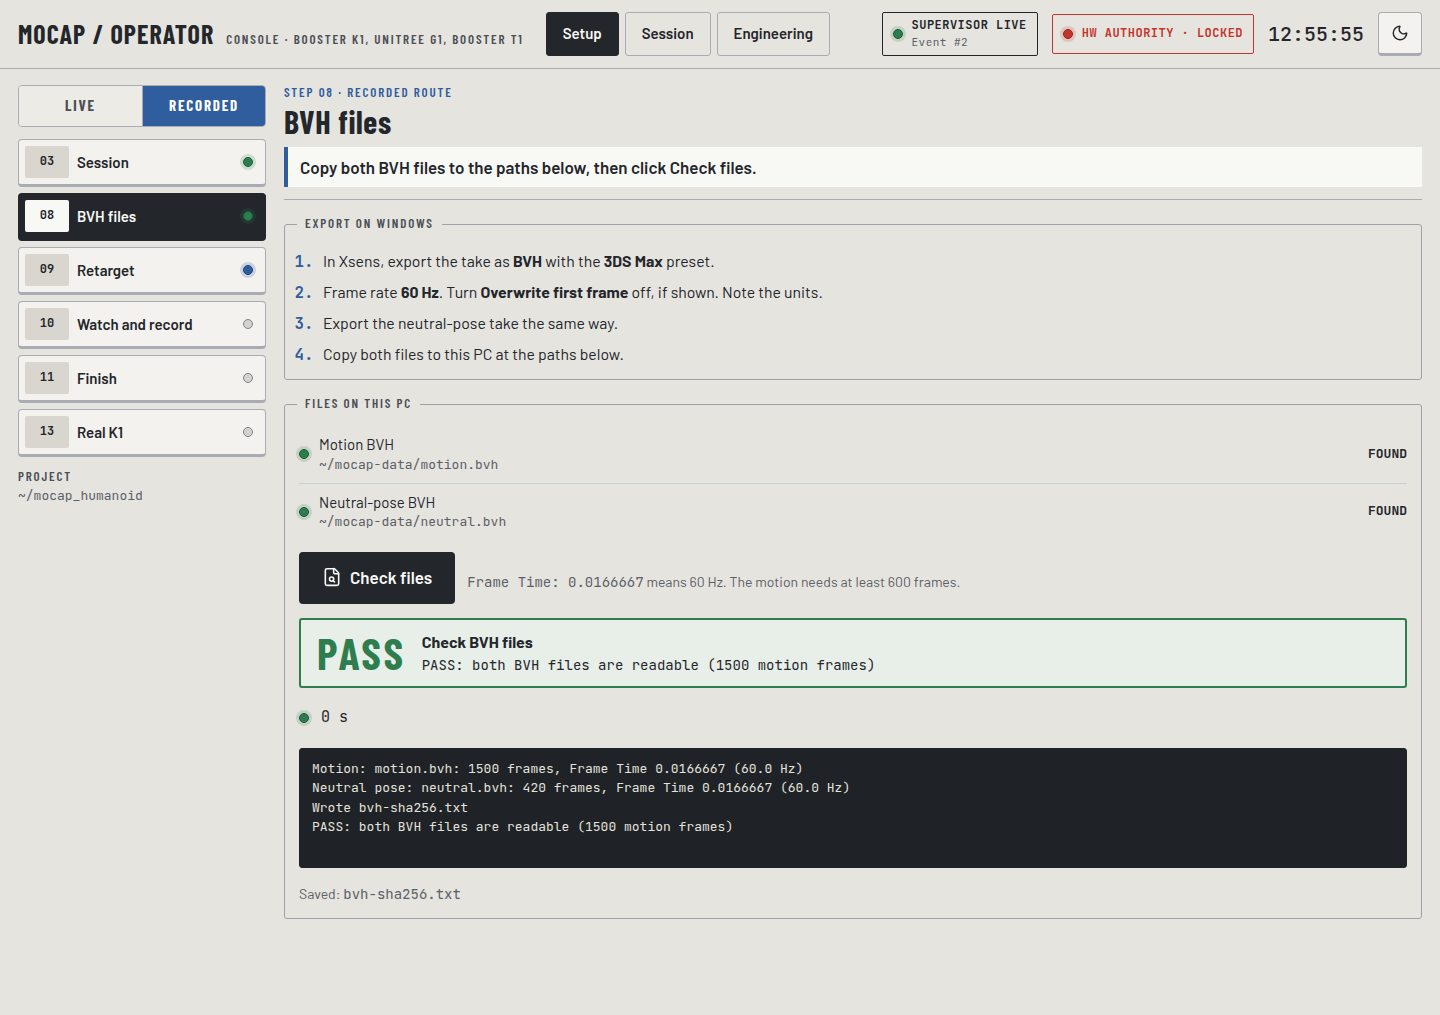 MOCAP / OPERATOR
CONSOLE · BOOSTER K1, UNITREE G1, BOOSTER T1
Setup
Session
Engineering
SUPERVISOR LIVE
Event #2
HW AUTHORITY · LOCKED
12:55:55
LIVE
RECORDED
03 Session
08 BVH files
09 Retarget
10 Watch and record
11 Finish
13 Real K1
PROJECT
~/mocap_humanoid
STEP 08 · RECORDED ROUTE
BVH files
Copy both BVH files to the paths below, then click Check files.
EXPORT ON WINDOWS
1. In Xsens, export the take as BVH with the 3DS Max preset.
2. Frame rate 60 Hz. Turn Overwrite first frame off, if shown. Note the units.
3. Export the neutral-pose take the same way.
4. Copy both files to this PC at the paths below.
FILES ON THIS PC
Motion BVH
~/mocap-data/motion.bvh
FOUND
Neutral-pose BVH
~/mocap-data/neutral.bvh
FOUND
Check files
Frame Time: 0.0166667 means 60 Hz. The motion needs at least 600 frames.
PASS
Check BVH files
PASS: both BVH files are readable (1500 motion frames)
0 s
Motion: motion.bvh: 1500 frames, Frame Time 0.0166667 (60.0 Hz)
Neutral pose: neutral.bvh: 420 frames, Frame Time 0.0166667 (60.0 Hz)
Wrote bvh-sha256.txt
PASS: both BVH files are readable (1500 motion frames)
Saved: bvh-sha256.txt